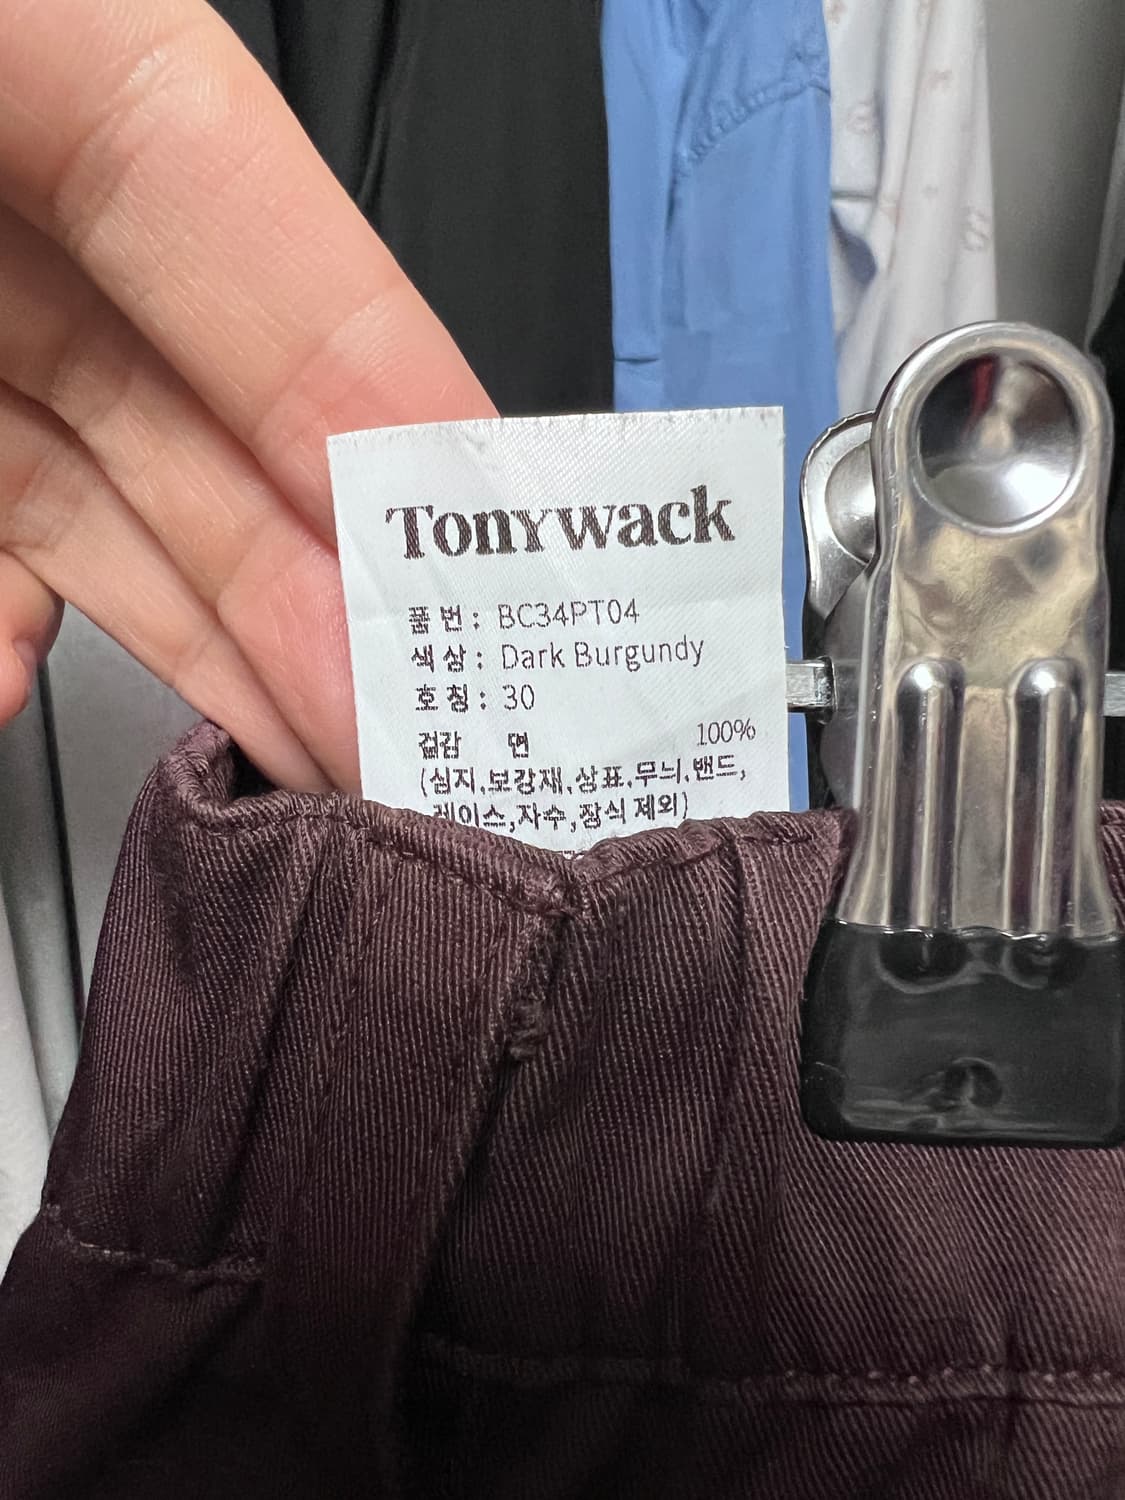 Tonywack
품 번 : BC34PT04
색 상 : Dark Burgundy
호 칭 : 30
겉감 면 100%
(심지,보강재,상표,무늬,밴드,
레이스,자수,장식 제외)